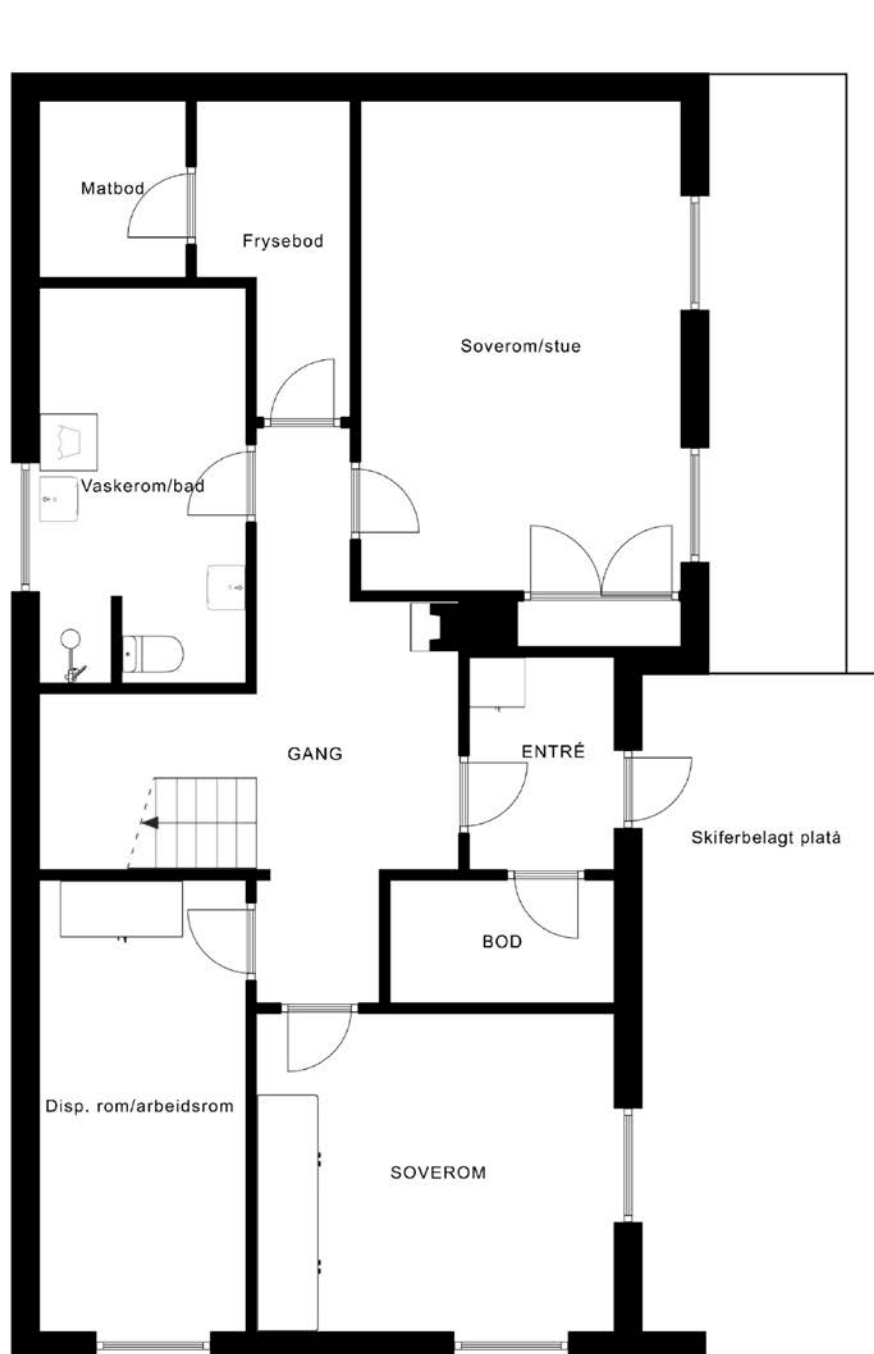 Matbod
Frysebod
Soverom/stue
Vaskerom/bad
GANG
ENTRÉ
Skiferbelagt platå
BOD
Disp. rom/arbeidsrom
SOVEROM